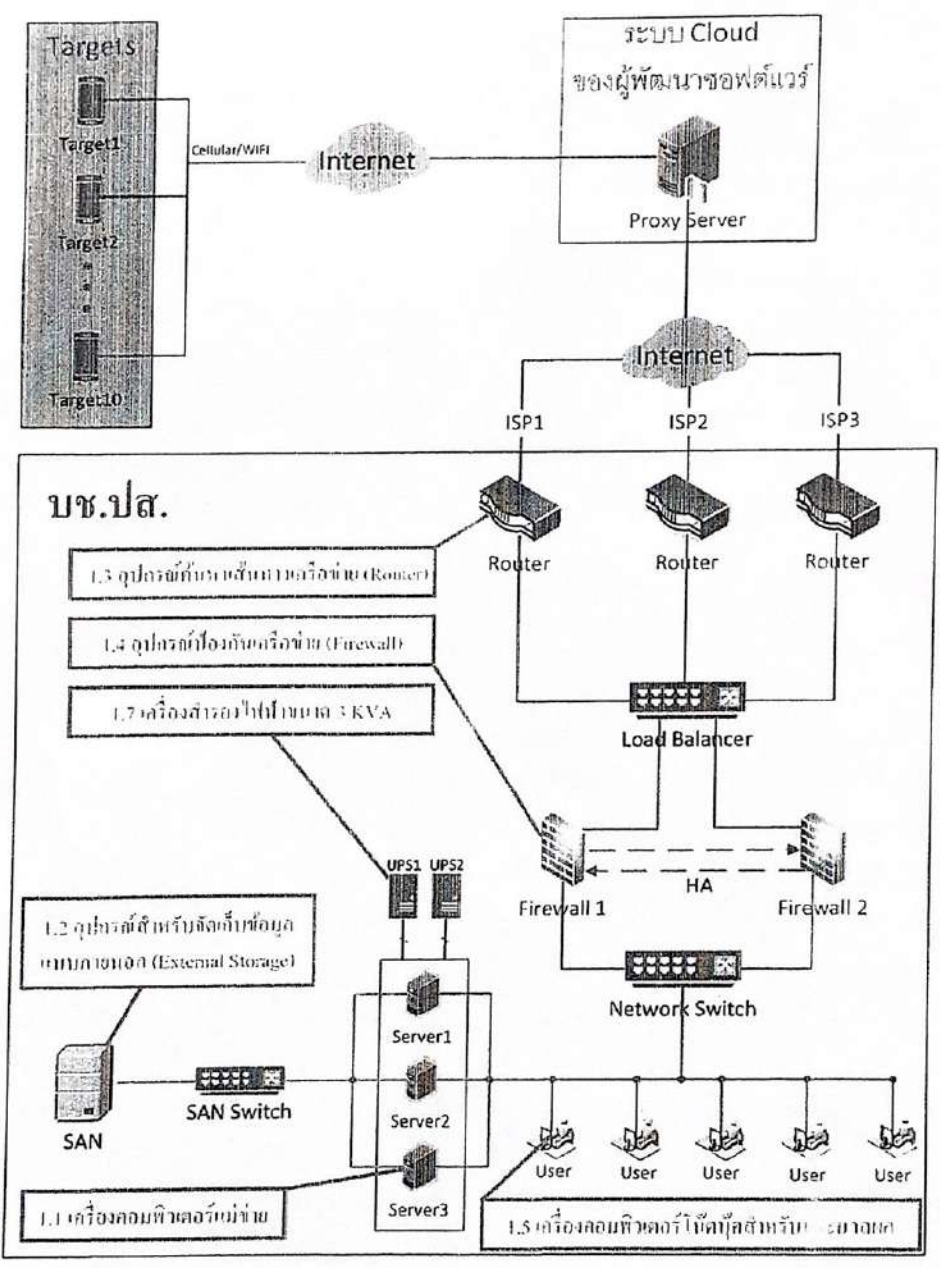 Targets
Target1
Target2
Target10
Cellular/WIFI
Internet
ระบบ Cloud
ของผู้พัฒนาซอฟต์แวร์
Proxy Server
Internet
ISP1
ISP2
ISP3
บช.ปส.
Router
Router
Router
1.3 อุปกรณ์ค้นหาเส้นทางเครือข่าย (Router)
1.4 อุปกรณ์ป้องกันเครือข่าย (Firewall)
1.7 เครื่องสำรองไฟฟ้าขนาด 3 KVA
Load Balancer
UPS1
UPS2
HA
Firewall 1
Firewall 2
1.2 อุปกรณ์สำหรับจัดเก็บข้อมูล
แบบภายนอก (External Storage)
Network Switch
Server1
Server2
Server3
SAN
SAN Switch
User
User
User
User
User
1.1 เครื่องคอมพิวเตอร์แม่ข่าย
1.5 เครื่องคอมพิวเตอร์โน๊ตบุ๊คสำหรับ